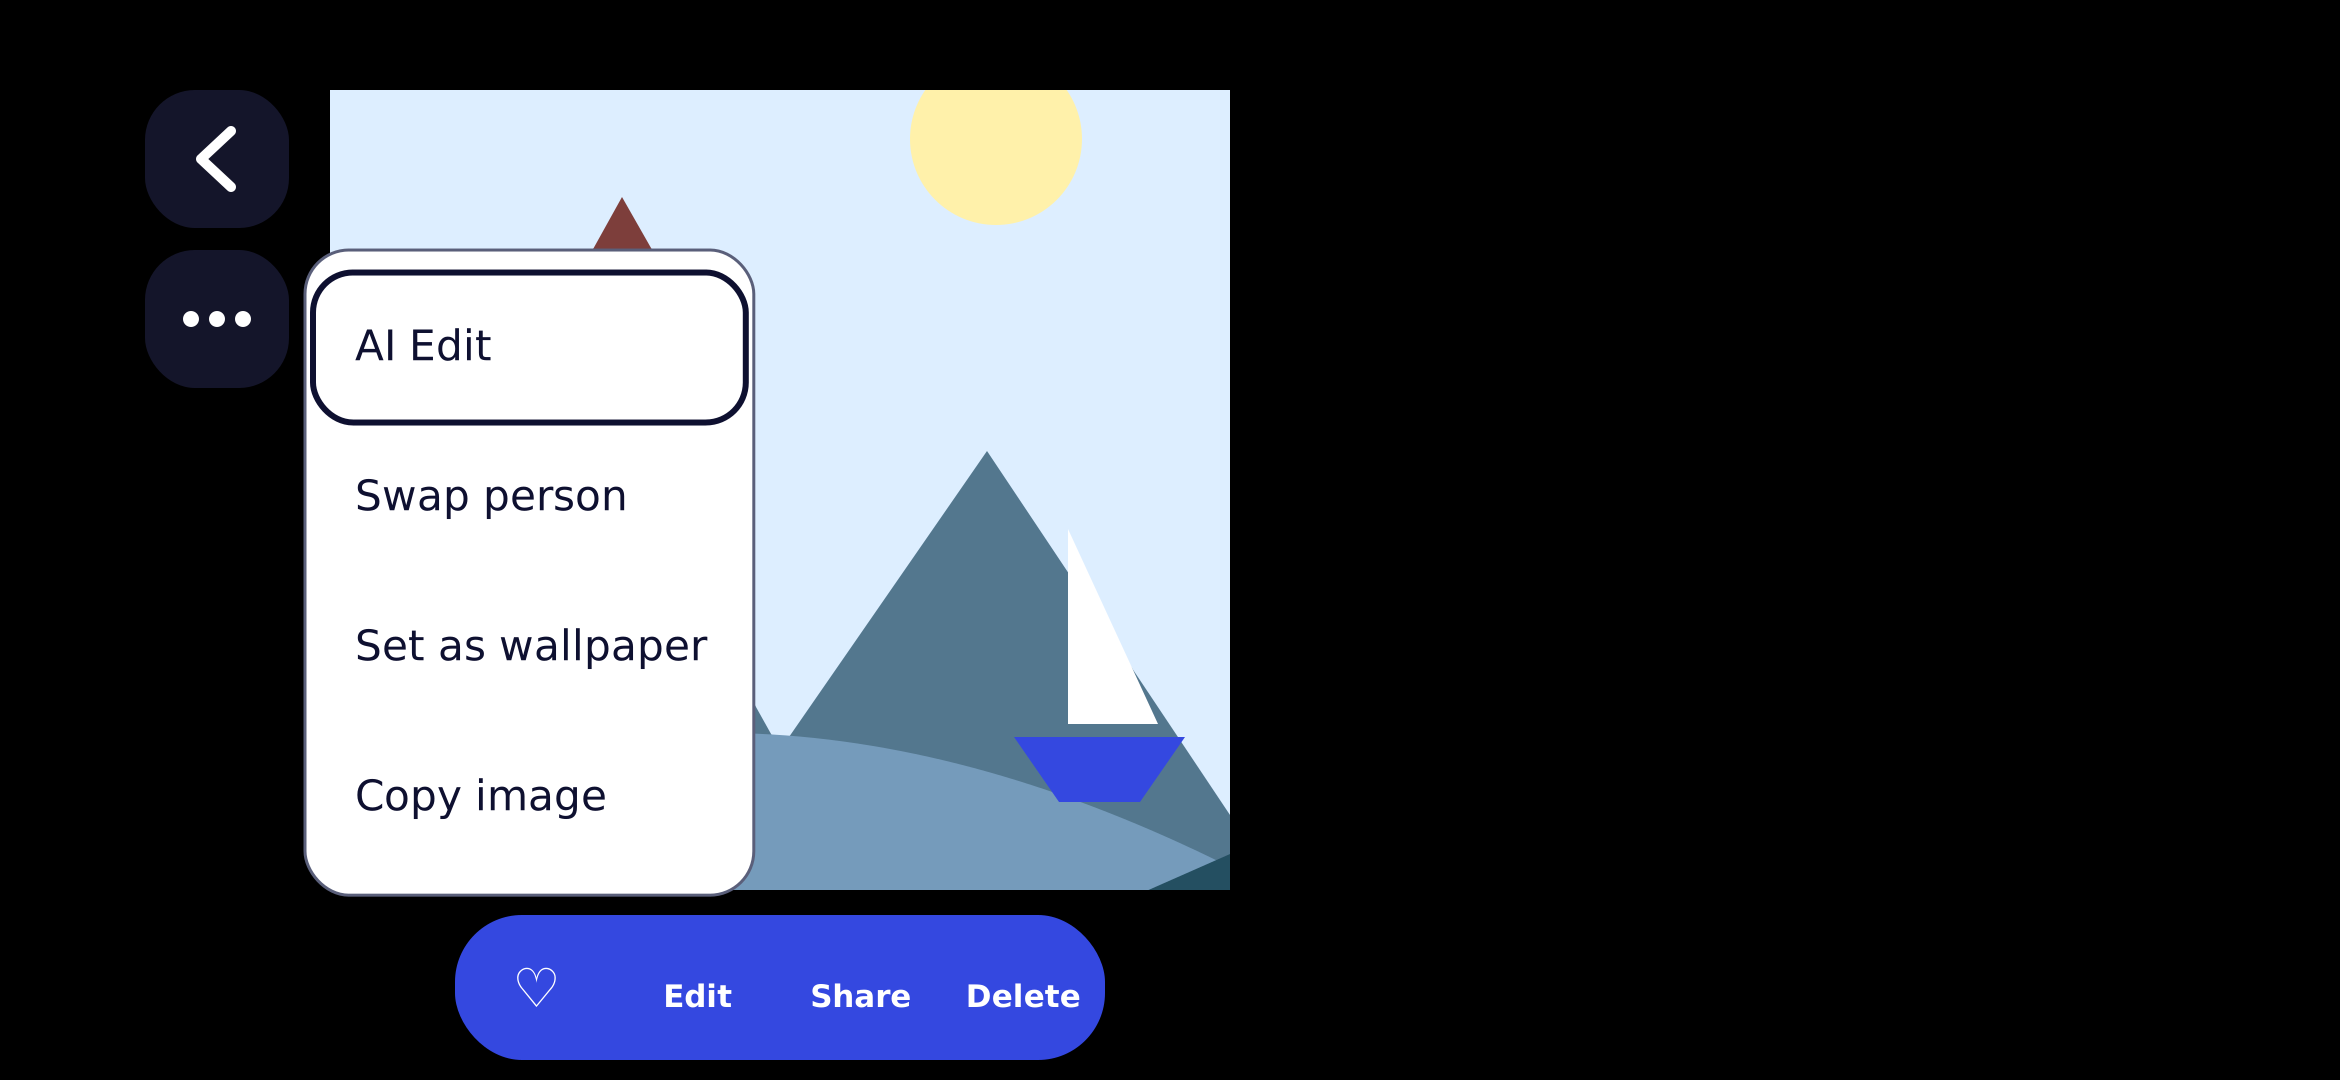 AI Edit
Swap person
Set as wallpaper
Copy image
♡ Edit Share Delete